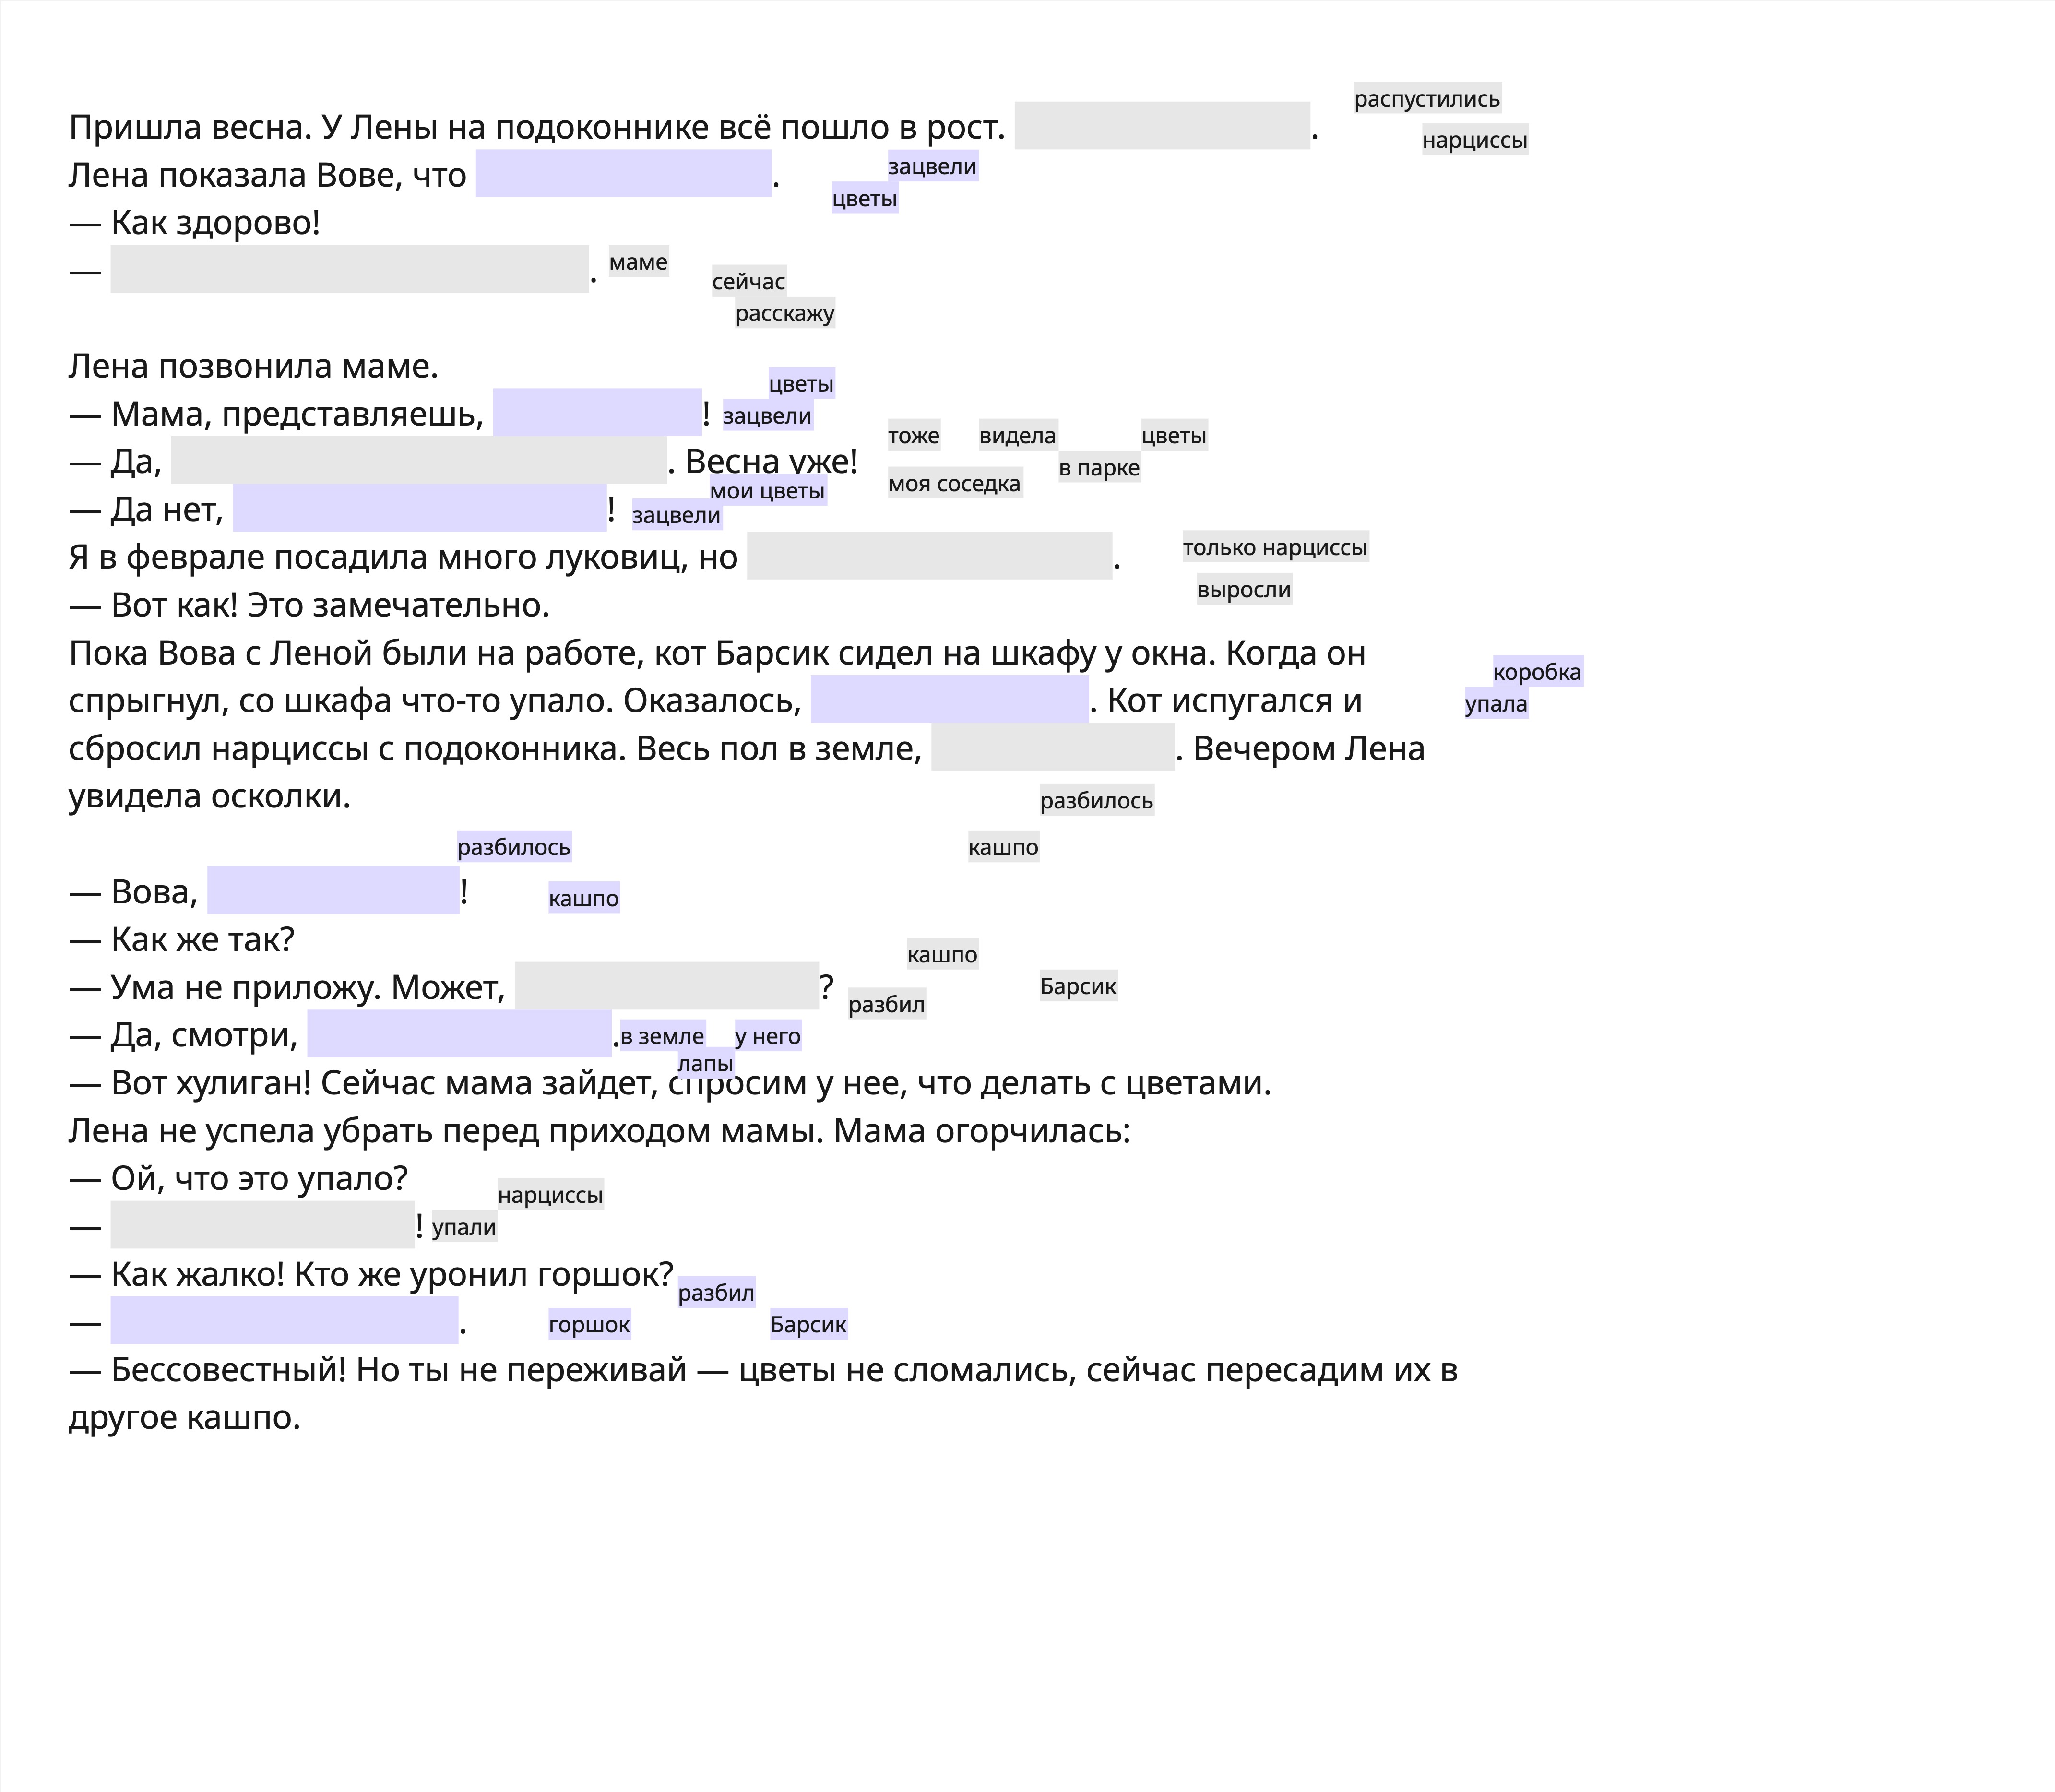 распустились
Пришла весна. У Лены на подоконнике всё пошло в рост. .
нарциссы
Лена показала Вове, что .
зацвели
цветы
— Как здорово!
— .
маме
сейчас
расскажу
Лена позвонила маме.
цветы
— Мама, представляешь, !
зацвели
тоже видела цветы
— Да, . Весна уже!
в парке
моя соседка
мои цветы
— Да нет, !
зацвели
Я в феврале посадила много луковиц, но .
только нарциссы
выросли
— Вот как! Это замечательно.
Пока Вова с Леной были на работе, кот Барсик сидел на шкафу у окна. Когда он
коробка
спрыгнул, со шкафа что-то упало. Оказалось, . Кот испугался и
упала
сбросил нарциссы с подоконника. Весь пол в земле, . Вечером Лена
увидела осколки.
разбилось
разбилось
кашпо
— Вова, !
кашпо
— Как же так?
кашпо
— Ума не приложу. Может, ?
Барсик
разбил
— Да, смотри, .
в земле у него
лапы
— Вот хулиган! Сейчас мама зайдет, спросим у нее, что делать с цветами.
Лена не успела убрать перед приходом мамы. Мама огорчилась:
— Ой, что это упало?
нарциссы
— !
упали
— Как жалко! Кто же уронил горшок?
разбил
— .
горшок Барсик
— Бессовестный! Но ты не переживай — цветы не сломались, сейчас пересадим их в
другое кашпо.